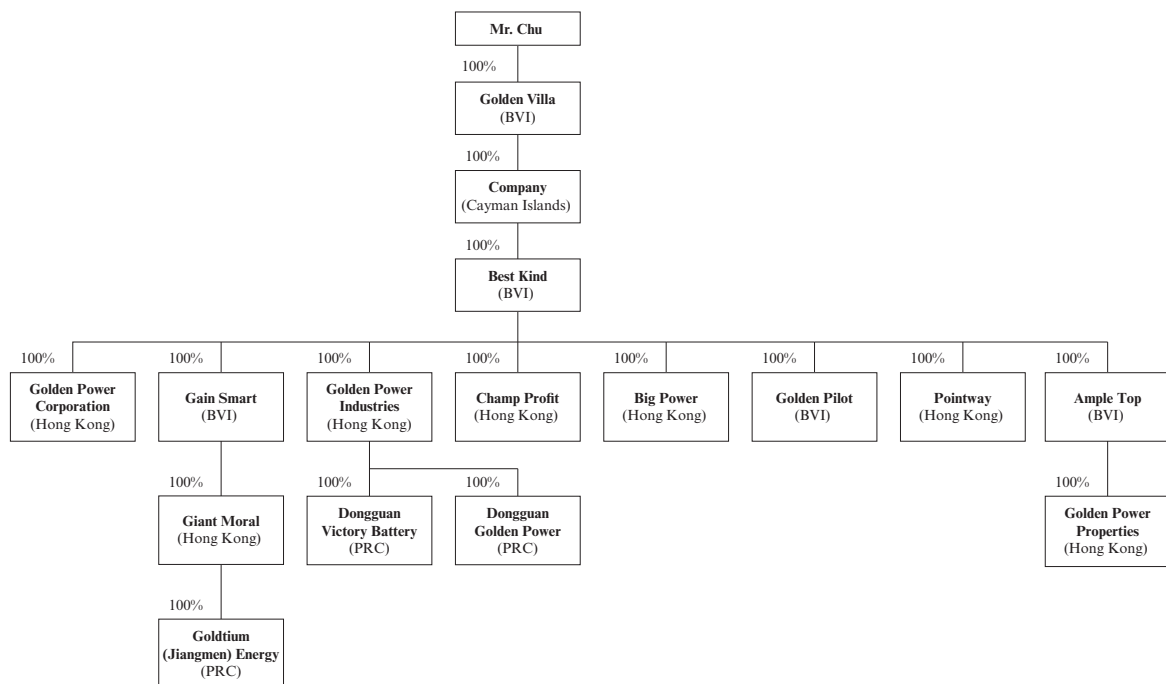 Mr. Chu
100%
Golden Villa
(BVI)
100%
Company
(Cayman Islands)
100%
Best Kind
(BVI)
100%
100%
100%
100%
100%
100%
100%
100%
Golden Power
Corporation
(Hong Kong)
Gain Smart
(BVI)
Golden Power
Industries
(Hong Kong)
Champ Profit
(Hong Kong)
Big Power
(Hong Kong)
Golden Pilot
(BVI)
Pointway
(Hong Kong)
Ample Top
(BVI)
100%
100%
100%
100%
Giant Moral
(Hong Kong)
Dongguan
Victory Battery
(PRC)
Dongguan
Golden Power
(PRC)
Golden Power
Properties
(Hong Kong)
100%
Goldtium
(Jiangmen) Energy
(PRC)